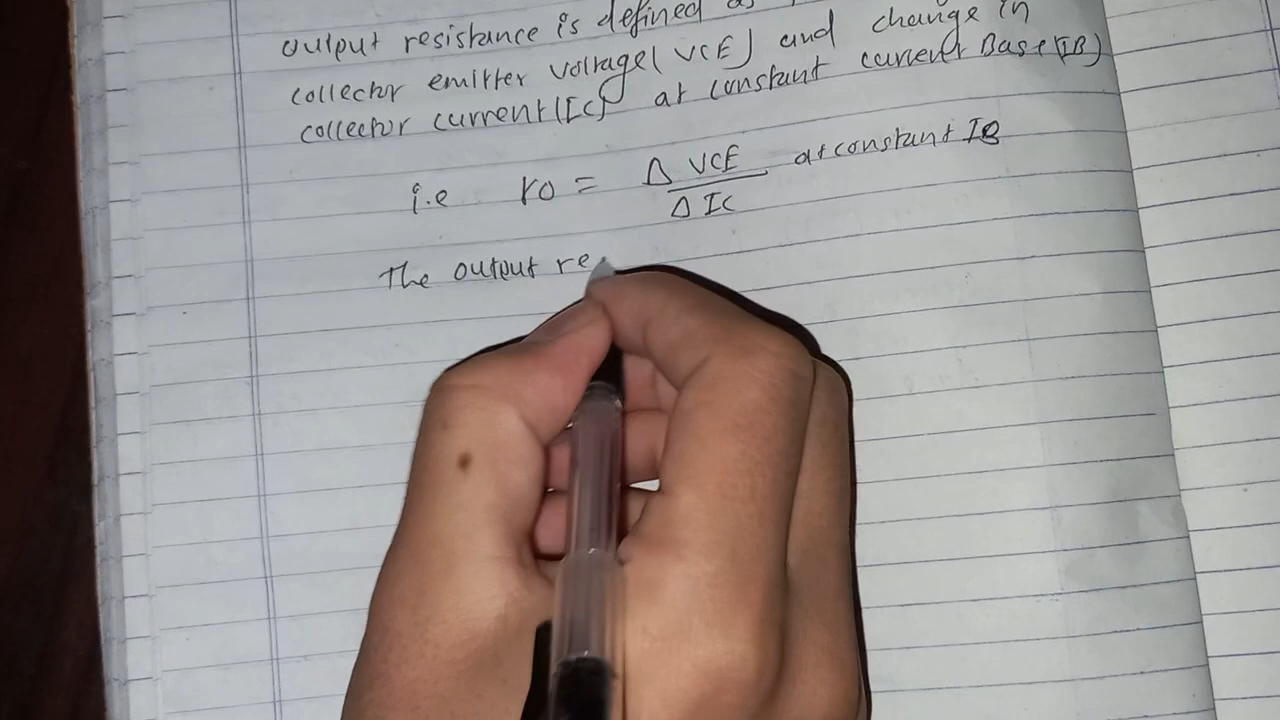 output resistance is defined as
collector emitter voltage (VCE) and change in
collector current (IC) at constant current Base (IB)
i.e ro = ΔVCE / ΔIC at constant IB
The output re